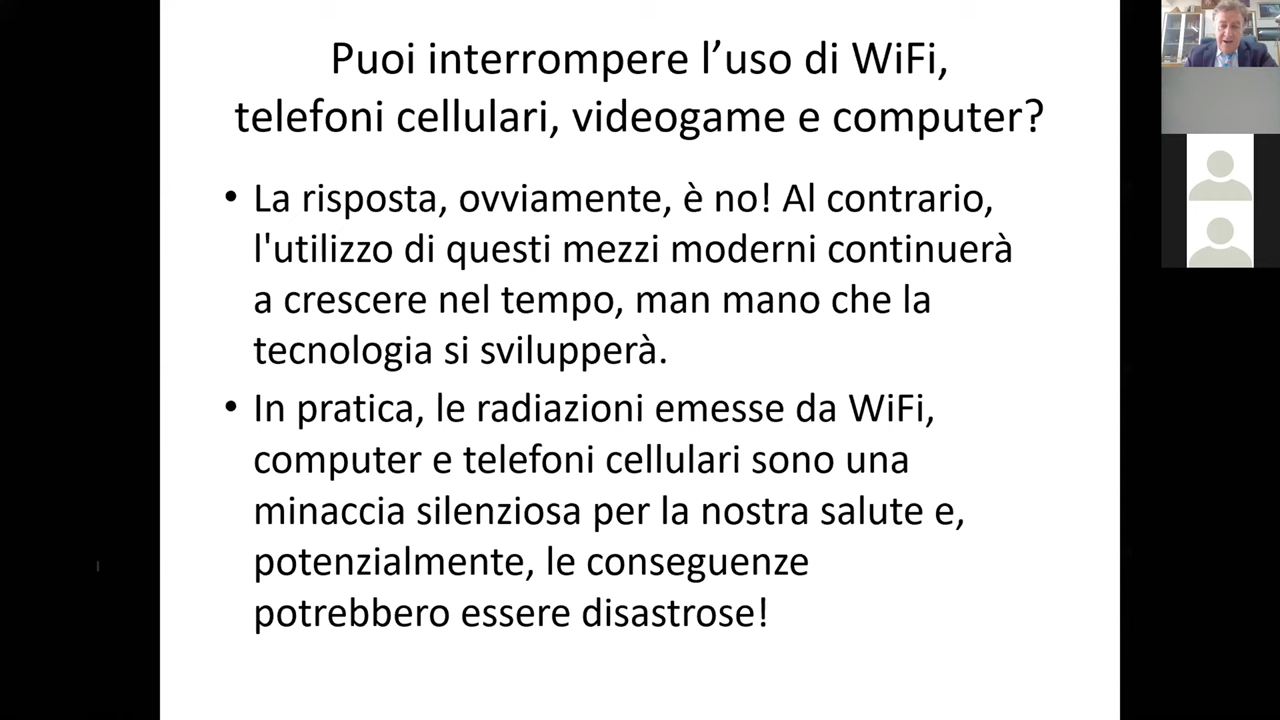 Puoi interrompere l’uso di WiFi,
telefoni cellulari, videogame e computer?
• La risposta, ovviamente, è no! Al contrario,
l'utilizzo di questi mezzi moderni continuerà
a crescere nel tempo, man mano che la
tecnologia si svilupperà.
• In pratica, le radiazioni emesse da WiFi,
computer e telefoni cellulari sono una
minaccia silenziosa per la nostra salute e,
potenzialmente, le conseguenze
potrebbero essere disastrose!